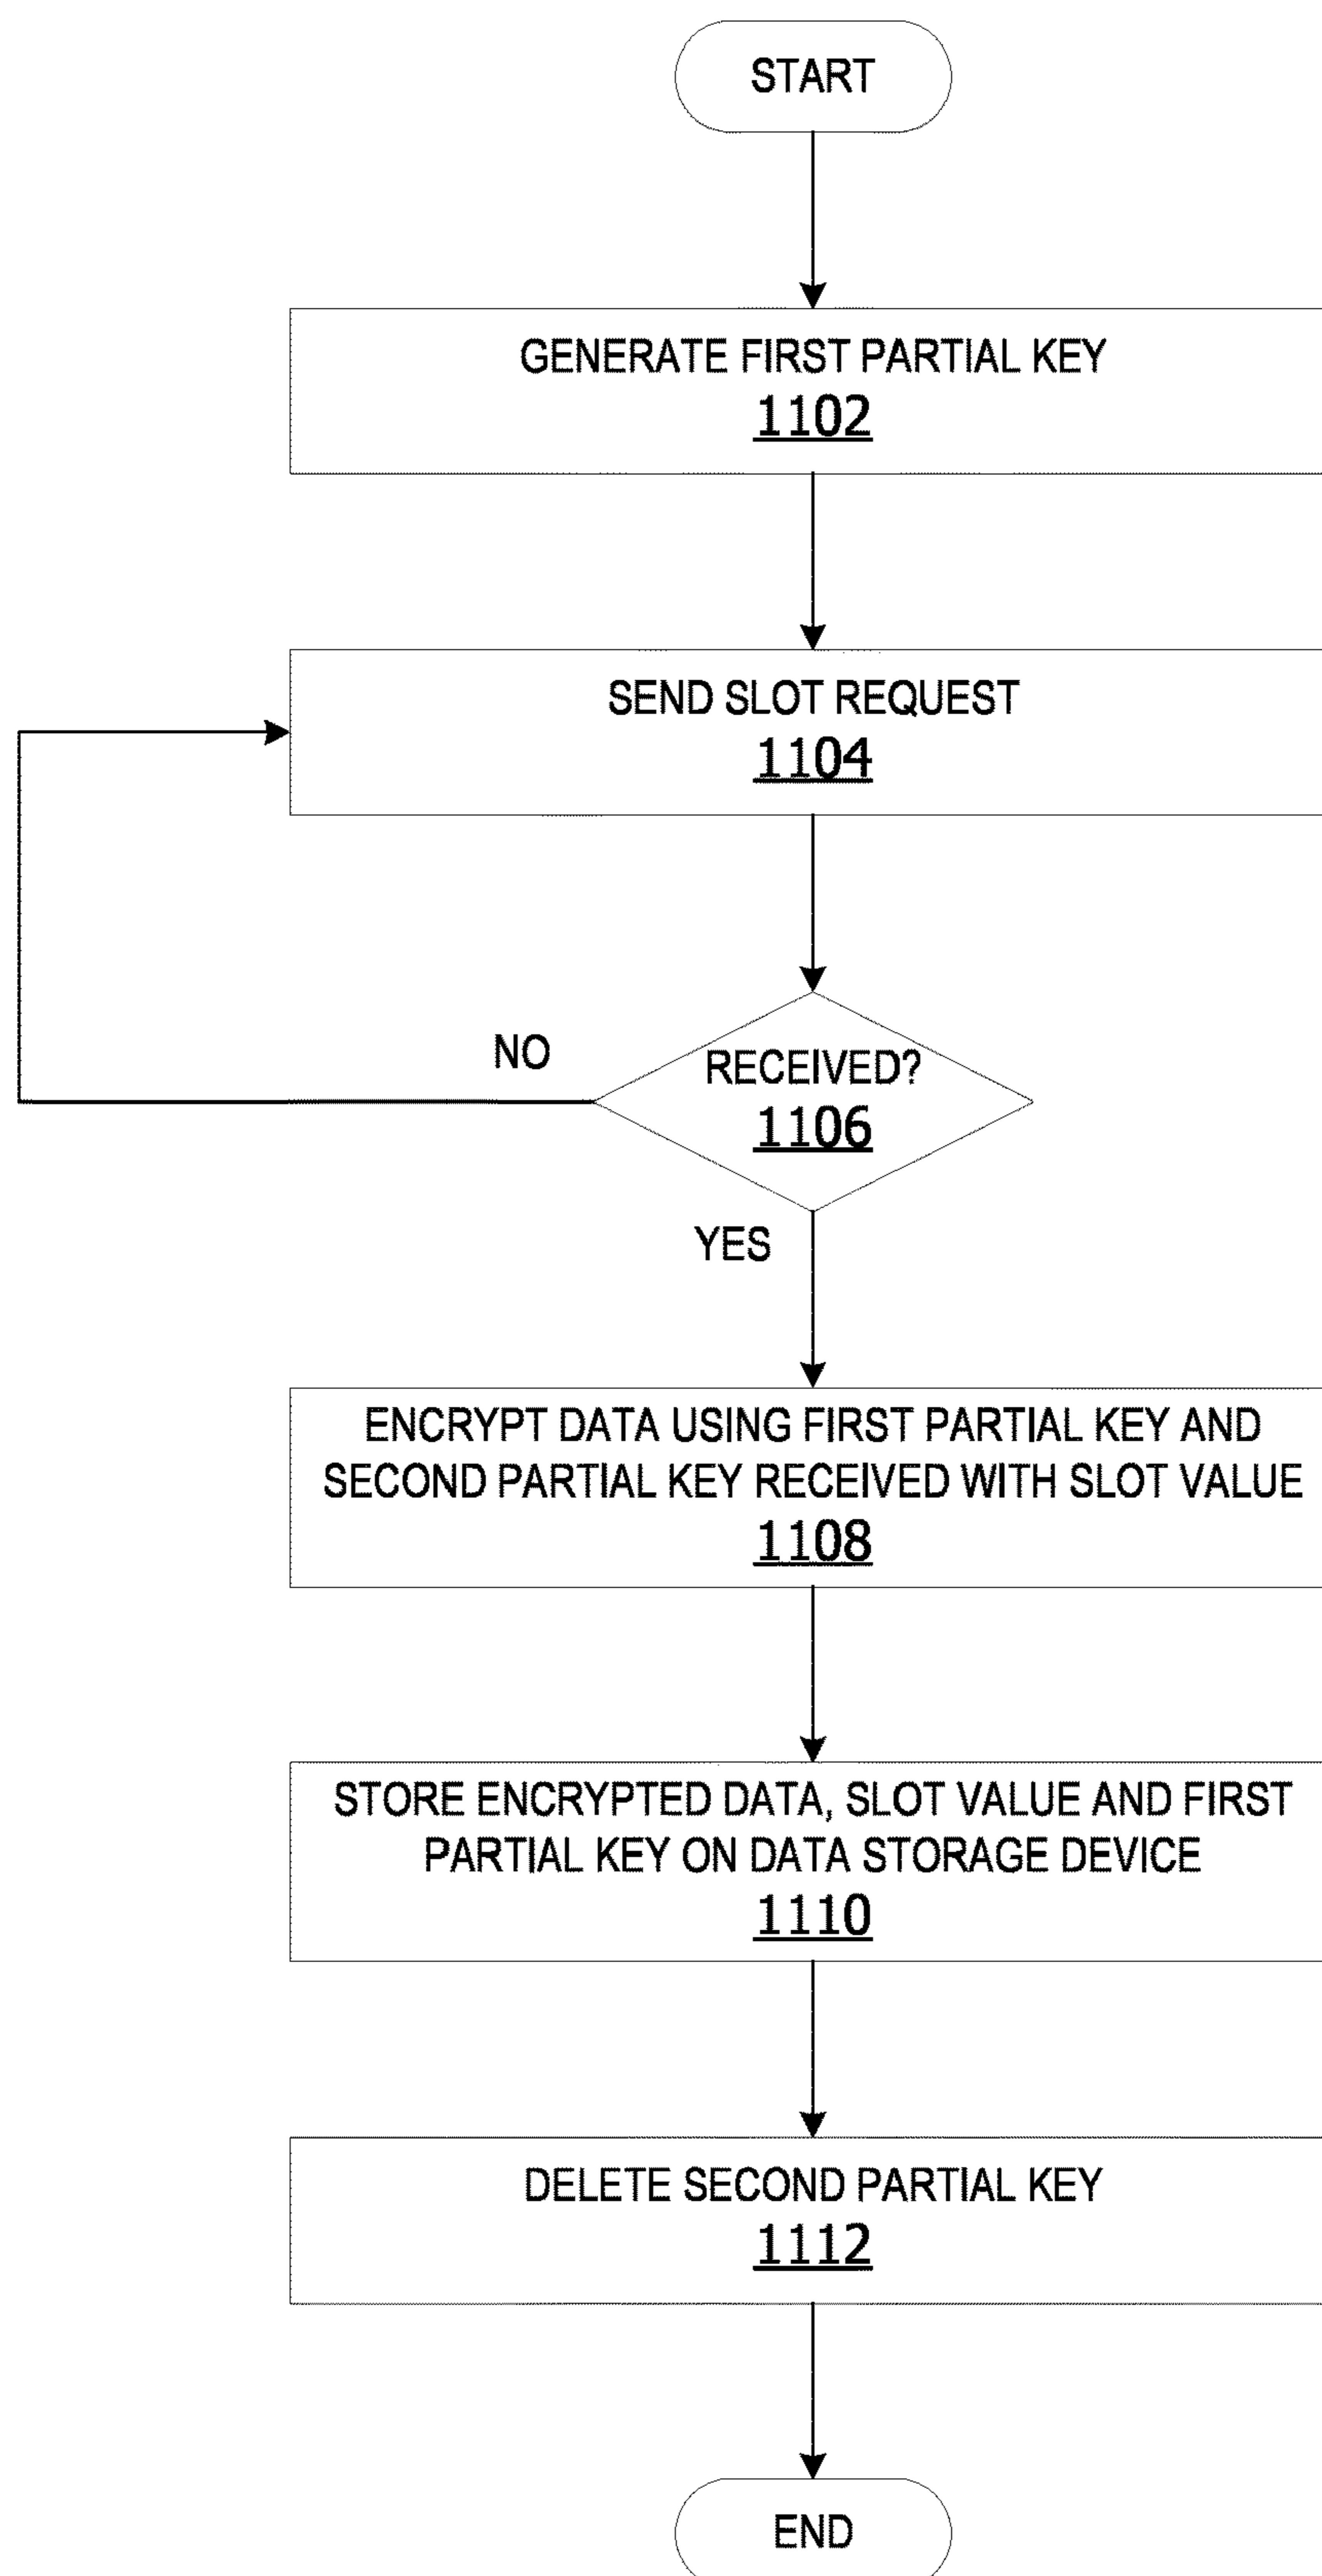 START
GENERATE FIRST PARTIAL KEY
1102
SEND SLOT REQUEST
1104
NO
RECEIVED?
1106
YES
ENCRYPT DATA USING FIRST PARTIAL KEY AND
SECOND PARTIAL KEY RECEIVED WITH SLOT VALUE
1108
STORE ENCRYPTED DATA, SLOT VALUE AND FIRST
PARTIAL KEY ON DATA STORAGE DEVICE
1110
DELETE SECOND PARTIAL KEY
1112
END